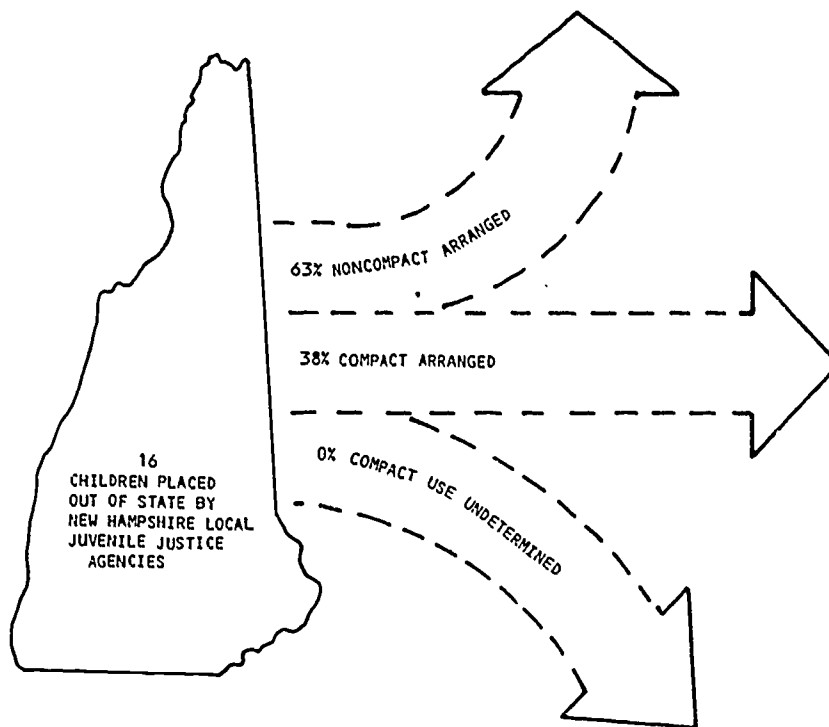 63% NONCOMPACT ARRANGED
38% COMPACT ARRANGED
0% COMPACT USE UNDETERMINED
16
CHILDREN PLACED
OUT OF STATE BY
NEW HAMPSHIRE LOCAL
JUVENILE JUSTICE
AGENCIES